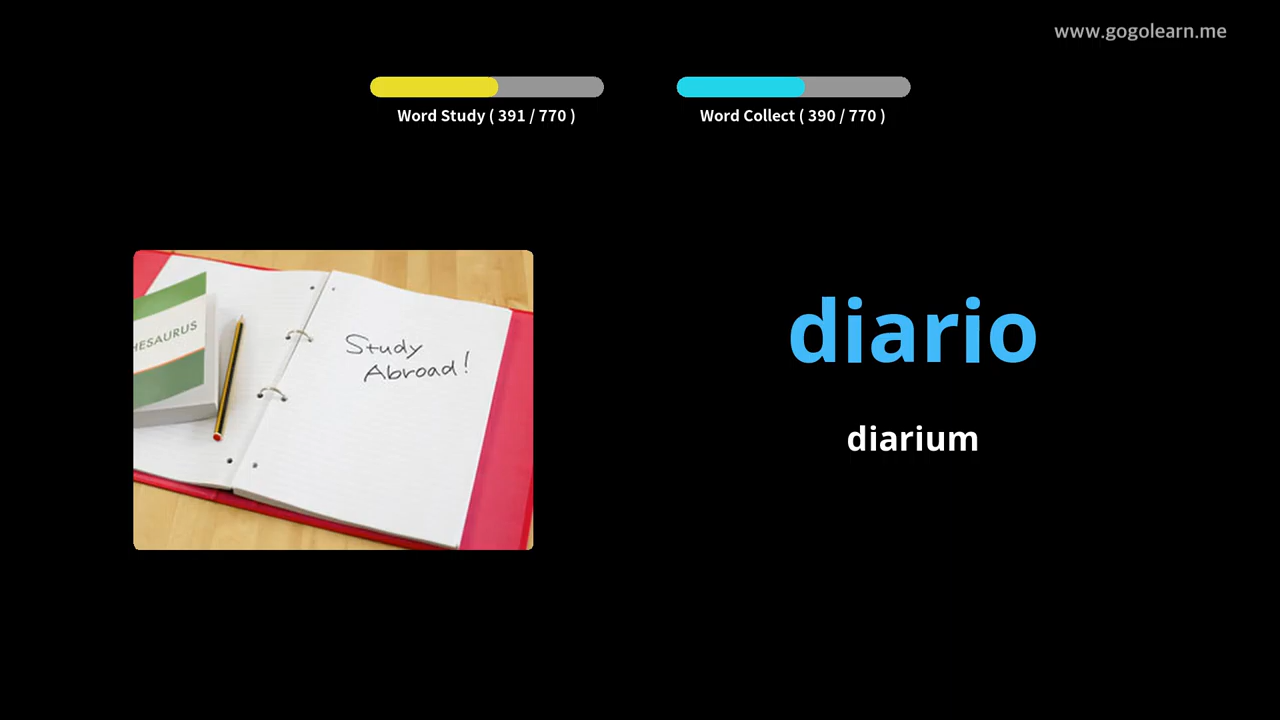 www.gogolearn.me
Word Study ( 391 / 770 )
Word Collect ( 390 / 770 )
HESAURUS
Study
Abroad!
diario
diarium